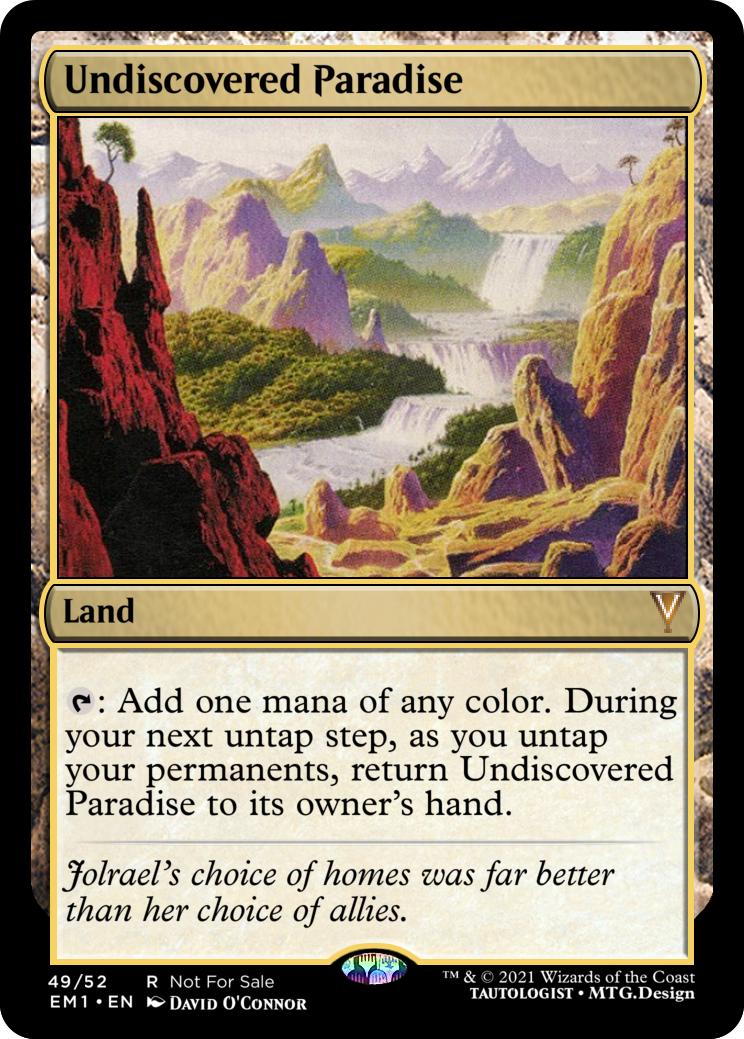 Undiscovered Paradise
Land
: Add one mana of any color. During
your next untap step, as you untap
your permanents, return Undiscovered
Paradise to its owner's hand.
Jolrael's choice of homes was far better
than her choice of allies.
49/52 R Not For Sale
EM1 • EN DAVID O'CONNOR
™ & © 2021 Wizards of the Coast
TAUTOLOGIST • MTG.Design